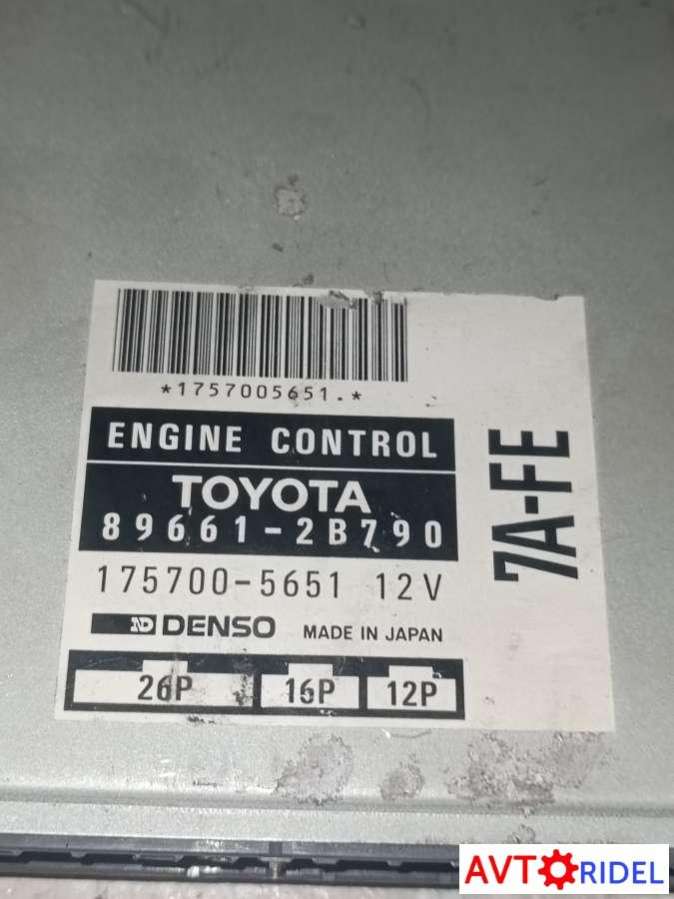 *1757005651.*
ENGINE CONTROL
TOYOTA
89661-2B790
175700-5651 12V
ND DENSO MADE IN JAPAN
26P 16P 12P
7A-FE
AVTORIDEL